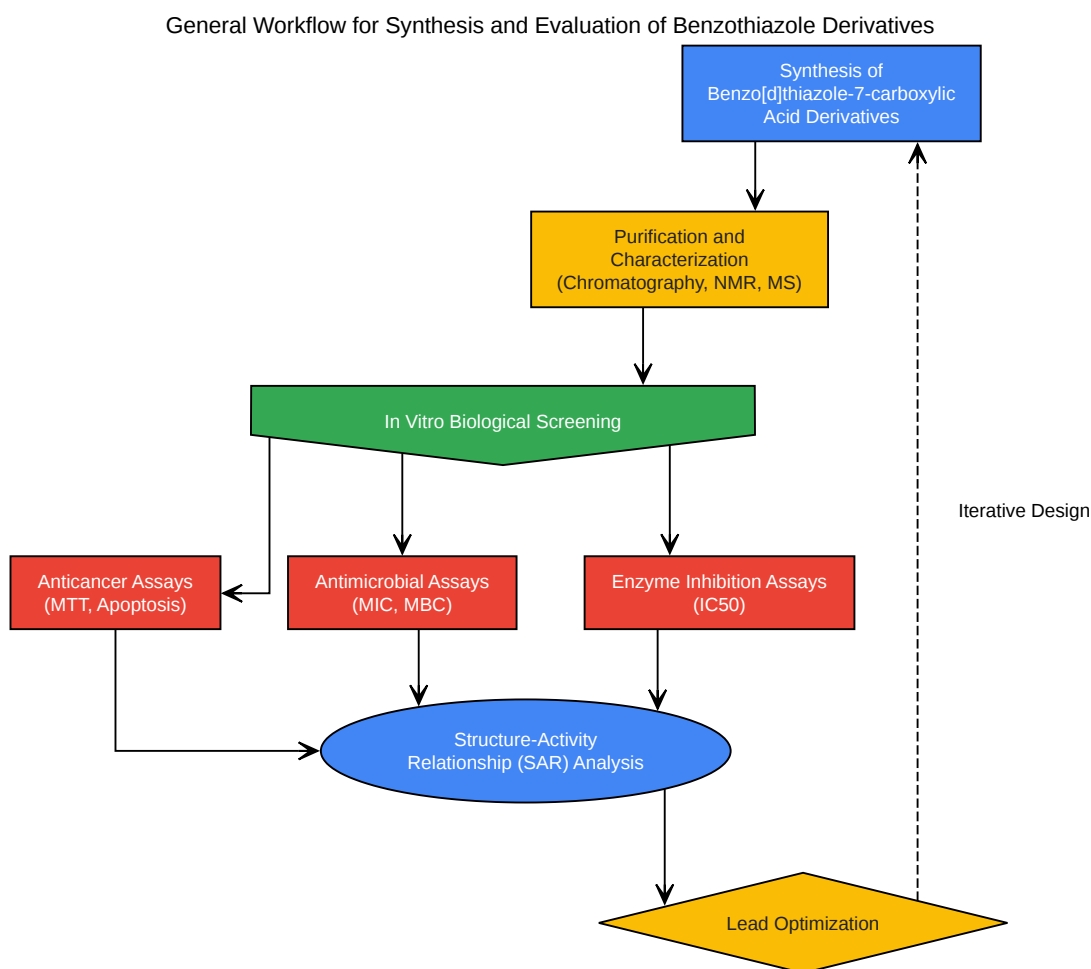 General Workflow for Synthesis and Evaluation of Benzothiazole Derivatives
Synthesis of
Benzo[d]thiazole-7-carboxylic
Acid Derivatives
Purification and
Characterization
(Chromatography, NMR, MS)
In Vitro Biological Screening
Iterative Design
Anticancer Assays
(MTT, Apoptosis)
Antimicrobial Assays
(MIC, MBC)
Enzyme Inhibition Assays
(IC50)
Structure-Activity
Relationship (SAR) Analysis
Lead Optimization